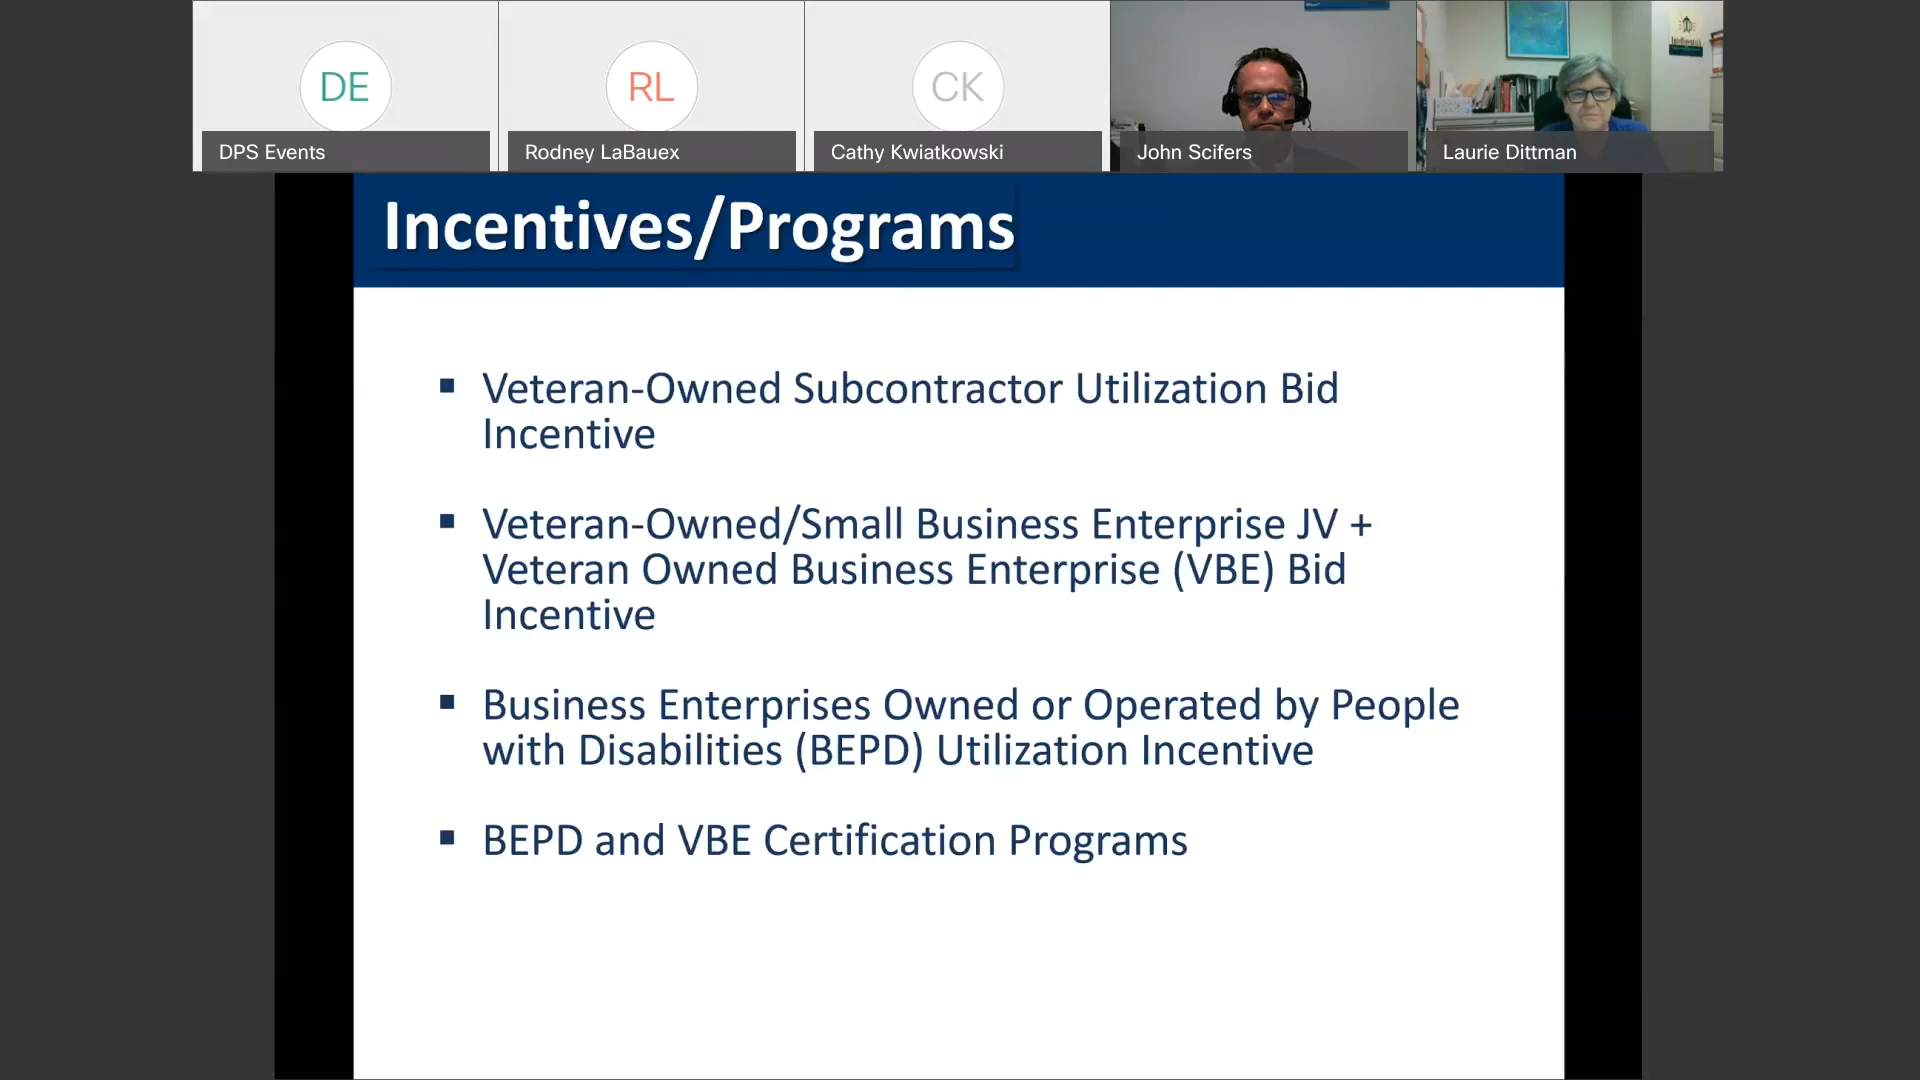 DE
RL
CK
DPS Events
Rodney LaBauex
Cathy Kwiatkowski
John Scifers
Laurie Dittman
Incentives/Programs
▪ Veteran-Owned Subcontractor Utilization Bid
Incentive
▪ Veteran-Owned/Small Business Enterprise JV +
Veteran Owned Business Enterprise (VBE) Bid
Incentive
▪ Business Enterprises Owned or Operated by People
with Disabilities (BEPD) Utilization Incentive
▪ BEPD and VBE Certification Programs